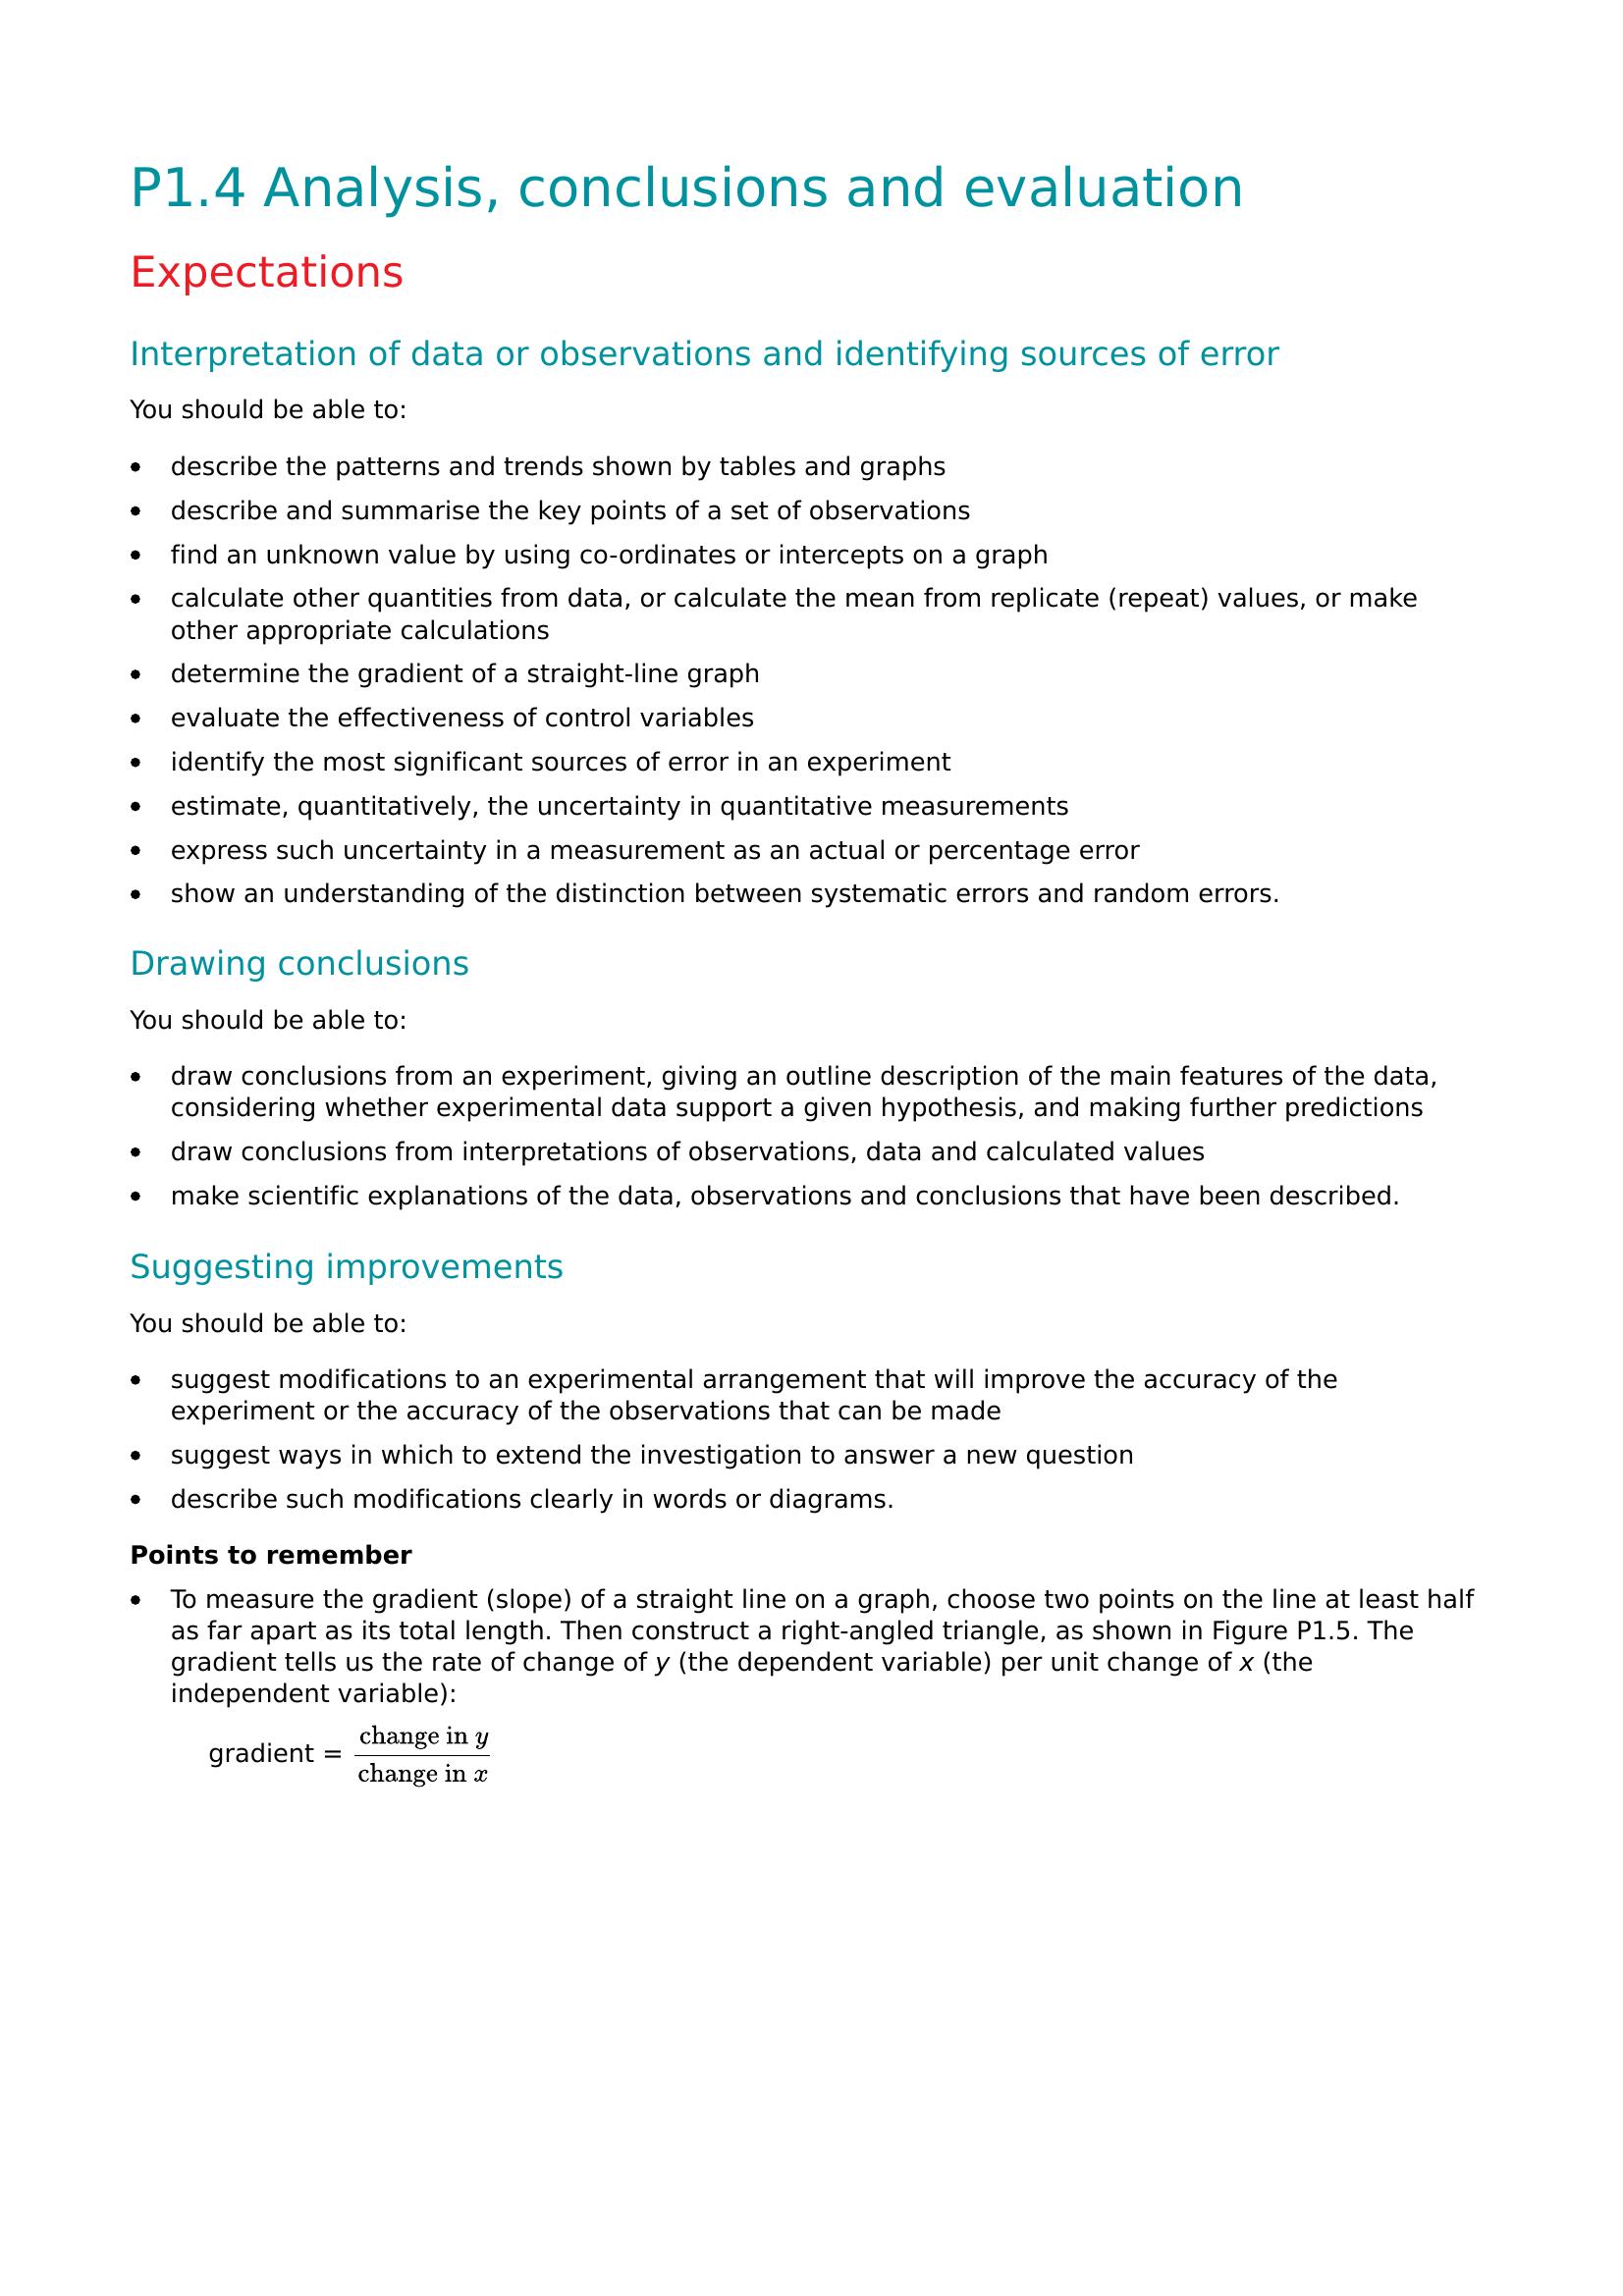 P1.4 Analysis, conclusions and evaluation
Expectations
Interpretation of data or observations and identifying sources of error
You should be able to:
• describe the patterns and trends shown by tables and graphs
• describe and summarise the key points of a set of observations
• find an unknown value by using co-ordinates or intercepts on a graph
• calculate other quantities from data, or calculate the mean from replicate (repeat) values, or make
other appropriate calculations
• determine the gradient of a straight-line graph
• evaluate the effectiveness of control variables
• identify the most significant sources of error in an experiment
• estimate, quantitatively, the uncertainty in quantitative measurements
• express such uncertainty in a measurement as an actual or percentage error
• show an understanding of the distinction between systematic errors and random errors.
Drawing conclusions
You should be able to:
• draw conclusions from an experiment, giving an outline description of the main features of the data,
considering whether experimental data support a given hypothesis, and making further predictions
• draw conclusions from interpretations of observations, data and calculated values
• make scientific explanations of the data, observations and conclusions that have been described.
Suggesting improvements
You should be able to:
• suggest modifications to an experimental arrangement that will improve the accuracy of the
experiment or the accuracy of the observations that can be made
• suggest ways in which to extend the investigation to answer a new question
• describe such modifications clearly in words or diagrams.
Points to remember
• To measure the gradient (slope) of a straight line on a graph, choose two points on the line at least half
as far apart as its total length. Then construct a right-angled triangle, as shown in Figure P1.5. The
gradient tells us the rate of change of y (the dependent variable) per unit change of x (the
independent variable):
change in y
gradient =
change in x